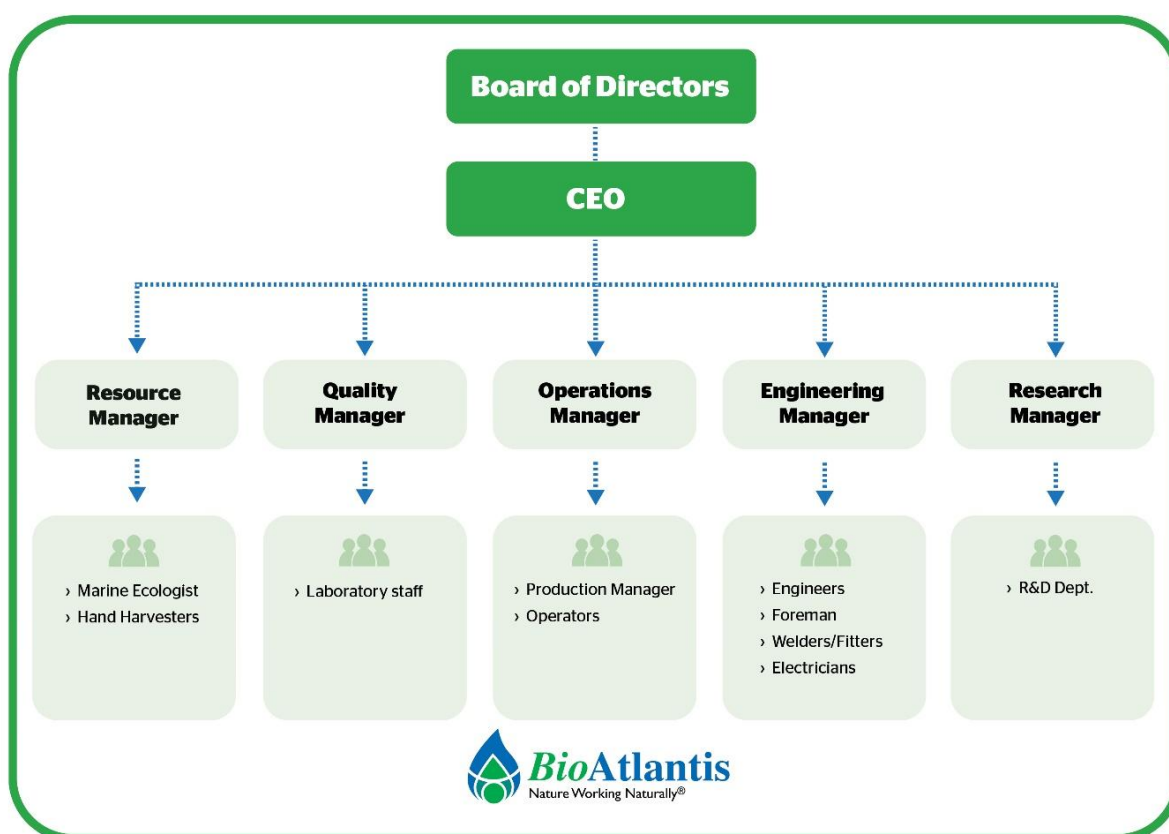 Board of Directors
CEO
Resource
Manager
Quality
Manager
Operations
Manager
Engineering
Manager
Research
Manager
› Marine Ecologist
› Hand Harvesters
› Laboratory staff
› Production Manager
› Operators
› Engineers
› Foreman
› Welders/Fitters
› Electricians
› R&D Dept.
BioAtlantis
Nature Working Naturally®